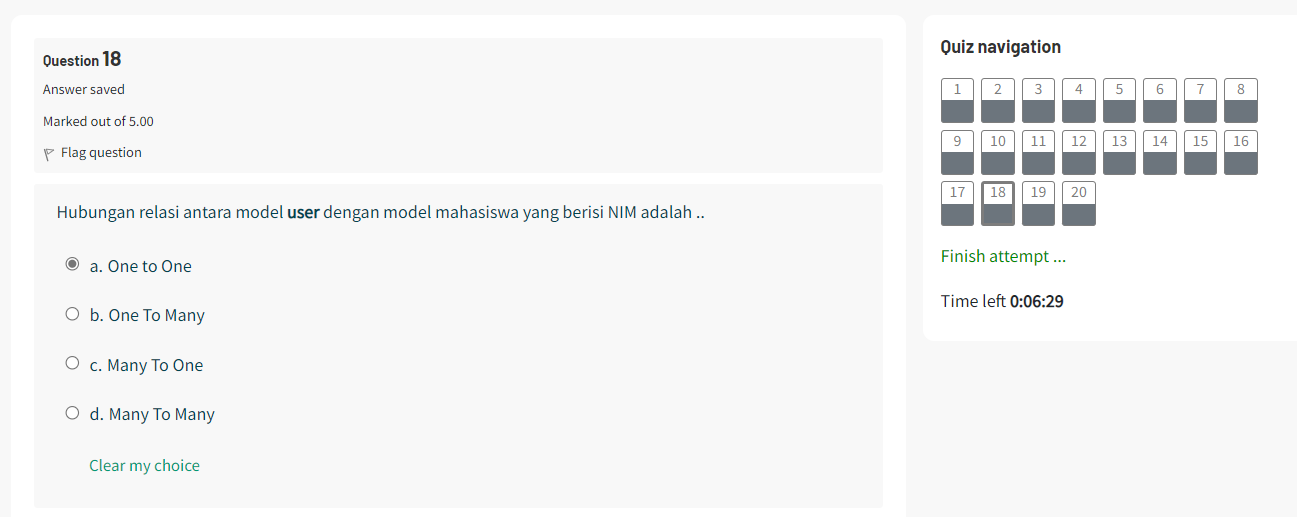 Question 18
Answer saved
Marked out of 5.00
Flag question
Hubungan relasi antara model user dengan model mahasiswa yang berisi NIM adalah ..
a. One to One
b. One To Many
c. Many To One
d. Many To Many
Clear my choice
Quiz navigation
1 2 3 4 5 6 7 8
9 10 11 12 13 14 15 16
17 18 19 20
Finish attempt ...
Time left 0:06:29